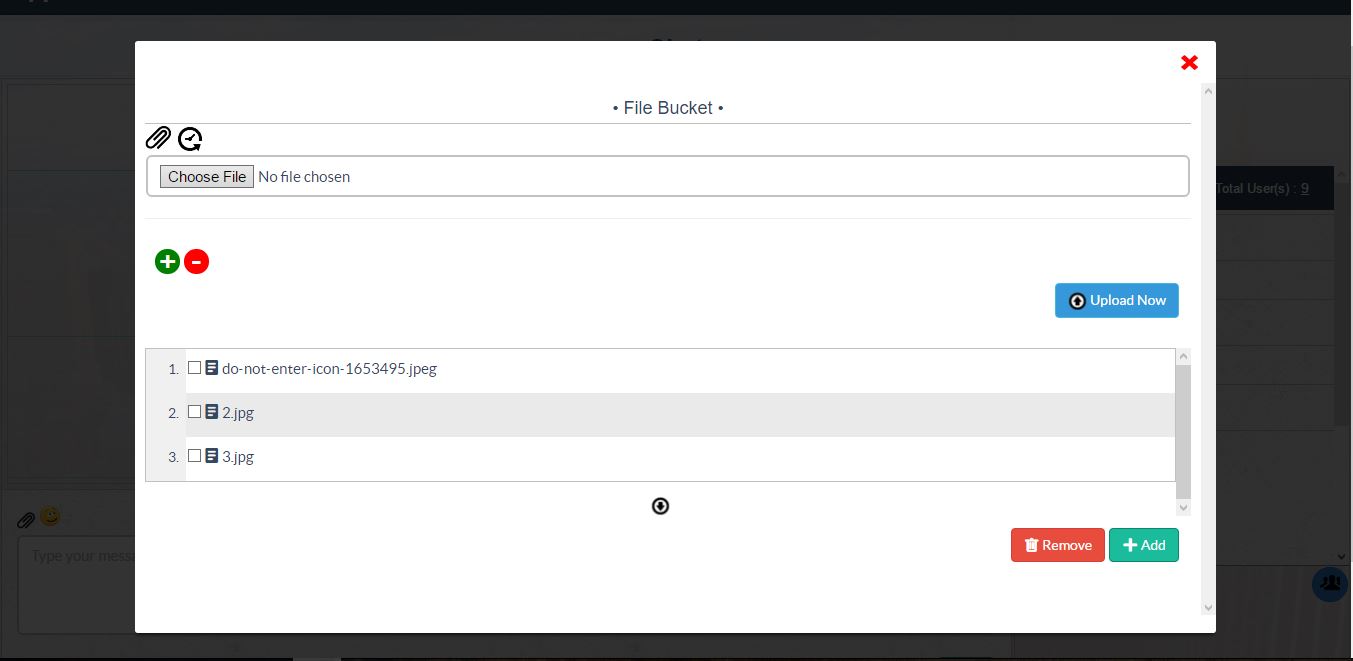 • File Bucket •
Choose File No file chosen
Total User(s) : 9
Upload Now
1. do-not-enter-icon-1653495.jpeg
2. 2.jpg
3. 3.jpg
Type your messa
Remove Add